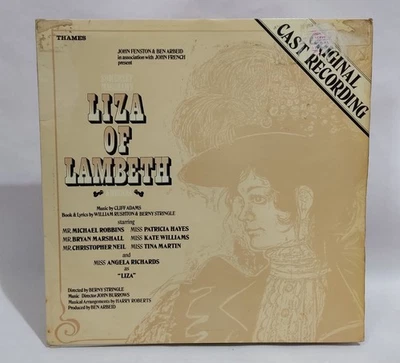 THAMES
JOHN FENSTON & BEN ARBEID
in association with JOHN FRENCH
present
ORIGINAL
CAST RECORDING
LIZA
OF
LAMBETH
Music by CLIFF ADAMS
Book & Lyrics by WILLIAM RUSHTON & BERNY STRINGLE
starring
MR. MICHAEL ROBBINS MISS PATRICIA HAYES
MR. BRYAN MARSHALL MISS KATE WILLIAMS
MR. CHRISTOPHER NEIL MISS TINA MARTIN
and
MISS ANGELA RICHARDS
as
"LIZA"
Directed by BERNY STRINGLE
Music Director JOHN BURROWS
Musical Arrangements by HARRY ROBERTS
Produced by BEN ARBEID